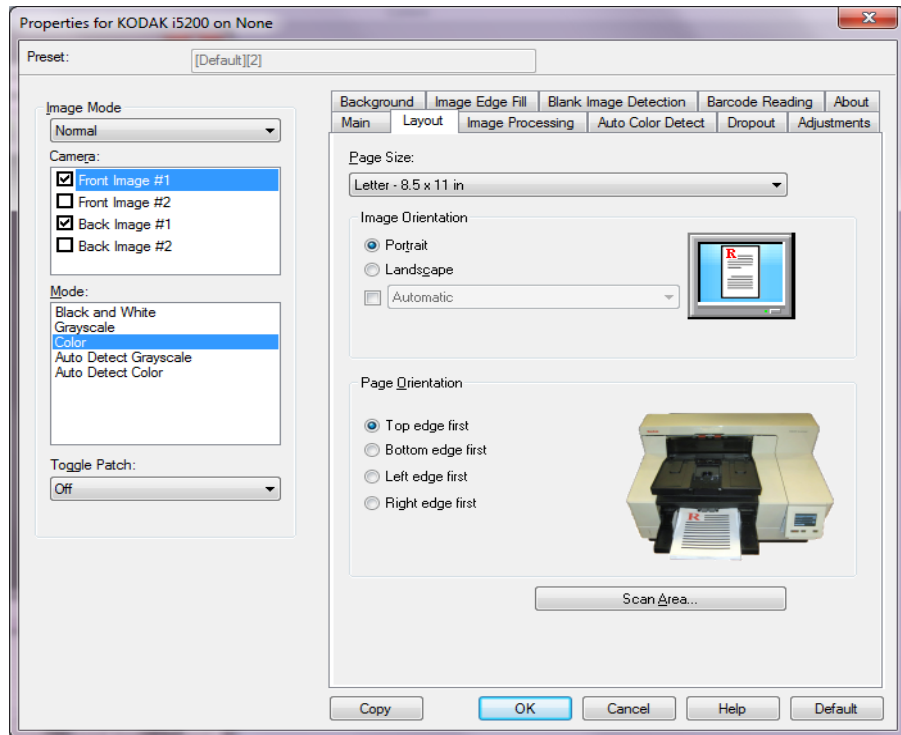 Properties for KODAK i5200 on None
Preset:
[Default][2]
Image Mode
Normal
Camera:
Front Image #1
Front Image #2
Back Image #1
Back Image #2
Mode:
Black and White
Grayscale
Color
Auto Detect Grayscale
Auto Detect Color
Toggle Patch:
Off
Background Image Edge Fill Blank Image Detection Barcode Reading About
Main Layout Image Processing Auto Color Detect Dropout Adjustments
Page Size:
Letter - 8.5 x 11 in
Image Orientation
Portrait
Landscape
Automatic
R
Page Orientation
Top edge first
Bottom edge first
Left edge first
Right edge first
R
Scan Area...
Copy OK Cancel Help Default